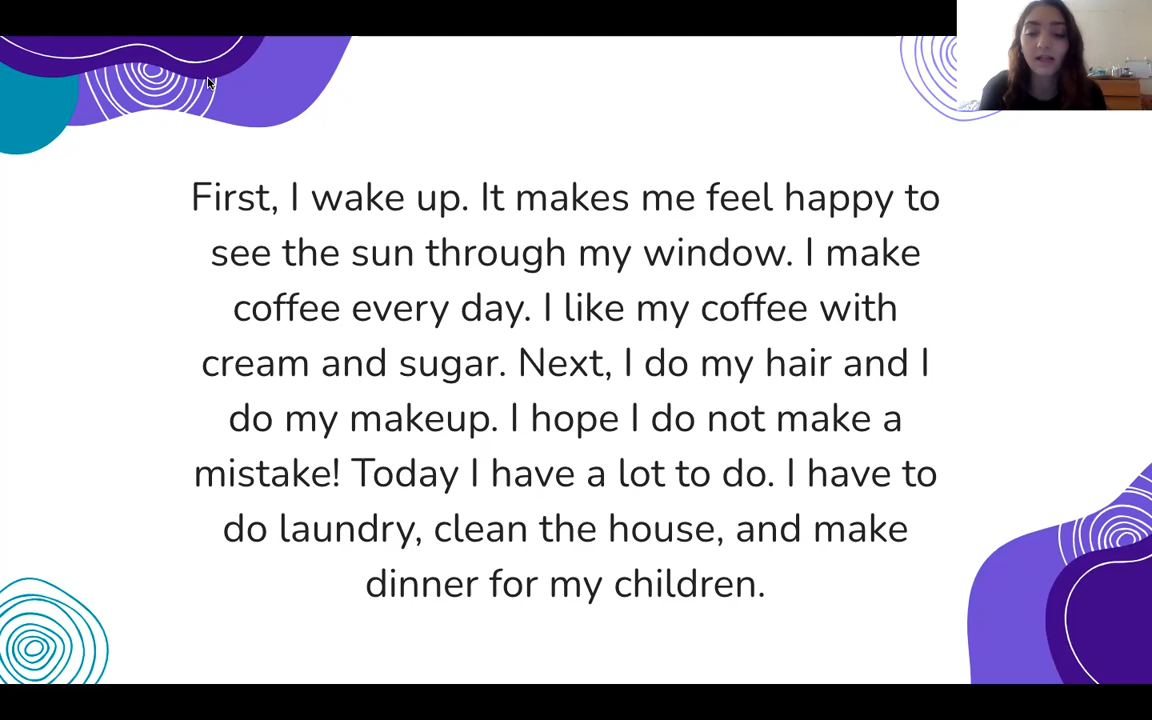 First, I wake up. It makes me feel happy to
see the sun through my window. I make
coffee every day. I like my coffee with
cream and sugar. Next, I do my hair and I
do my makeup. I hope I do not make a
mistake! Today I have a lot to do. I have to
do laundry, clean the house, and make
dinner for my children.